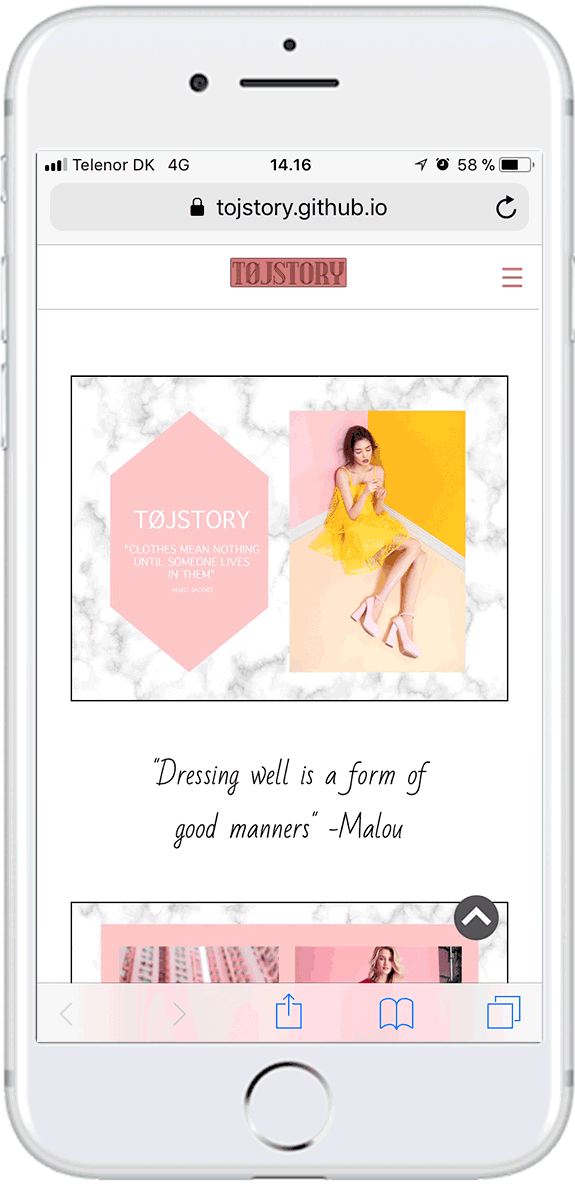 Telenor DK 4G 14.16 58 %
tojstory.github.io
TØJSTORY
TØJSTORY
"CLOTHES MEAN NOTHING
UNTIL SOMEONE LIVES
IN THEM"
MARC JACOBS
"Dressing well is a form of
good manners" -Malou